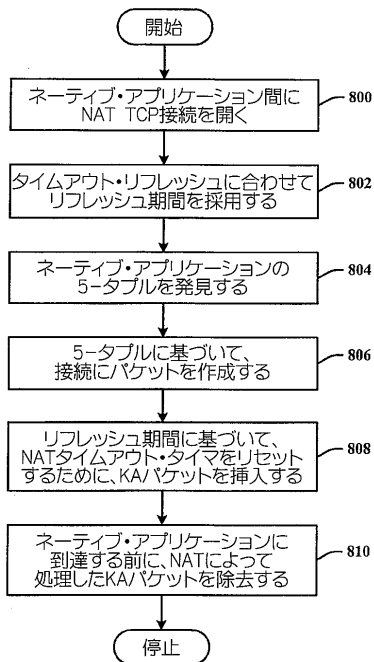 開始
ネーティブ・アプリケーション間に
NAT TCP接続を開く
800
タイムアウト・リフレッシュに合わせて
リフレッシュ期間を採用する
802
ネーティブ・アプリケーションの
5-タプルを発見する
804
5-タプルに基づいて、
接続にパケットを作成する
806
リフレッシュ期間に基づいて、
NATタイムアウト・タイマをリセット
するために、KAパケットを挿入する
808
ネーティブ・アプリケーションに
到達する前に、NATによって
処理したKAパケットを除去する
810
停止